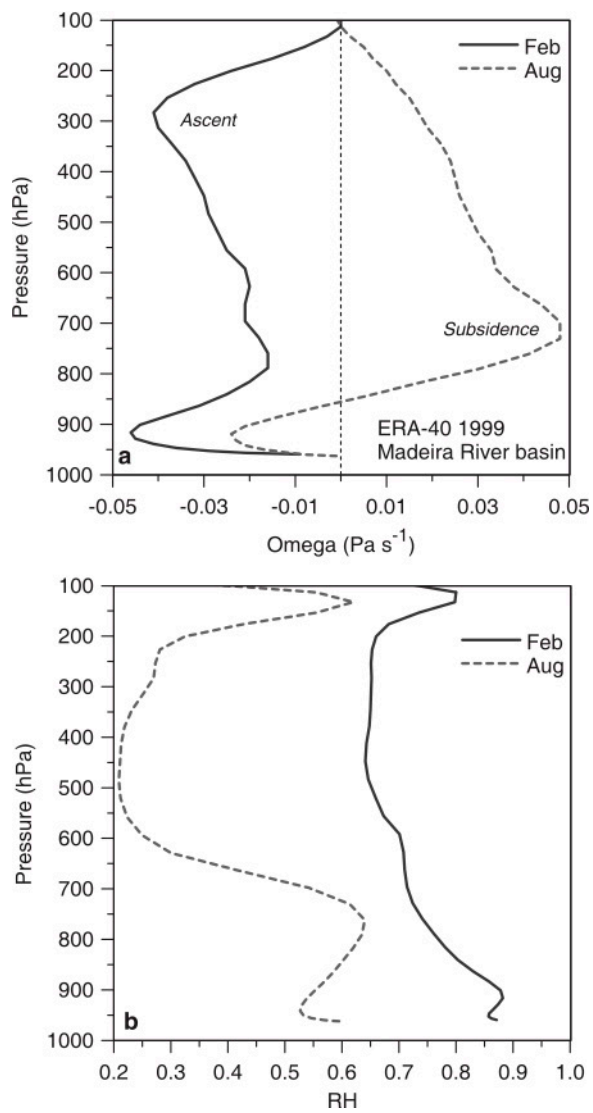 100
200
300
400
500
600
700
800
900
1000
Pressure (hPa)
Feb
Aug
Ascent
Subsidence
ERA-40 1999
Madeira River basin
a
-0.05
-0.03
-0.01
0.01
0.03
0.05
Omega (Pa s⁻¹)
100
200
300
400
500
600
700
800
900
1000
Pressure (hPa)
Feb
Aug
b
0.2
0.3
0.4
0.5
0.6
0.7
0.8
0.9
1.0
RH